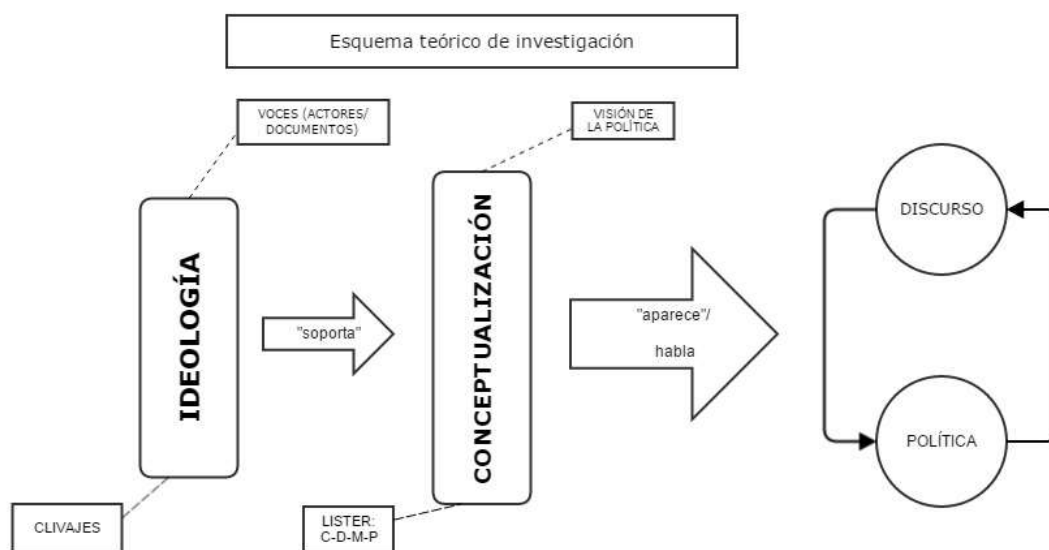 Esquema teórico de investigación
VOCES (ACTORES/
DOCUMENTOS)
VISIÓN DE
LA POLÍTICA
IDEOLOGÍA
"soporta"
CONCEPTUALIZACIÓN
"aparece"/
habla
DISCURSO
POLÍTICA
CLIVAJES
LISTER:
C-D-M-P